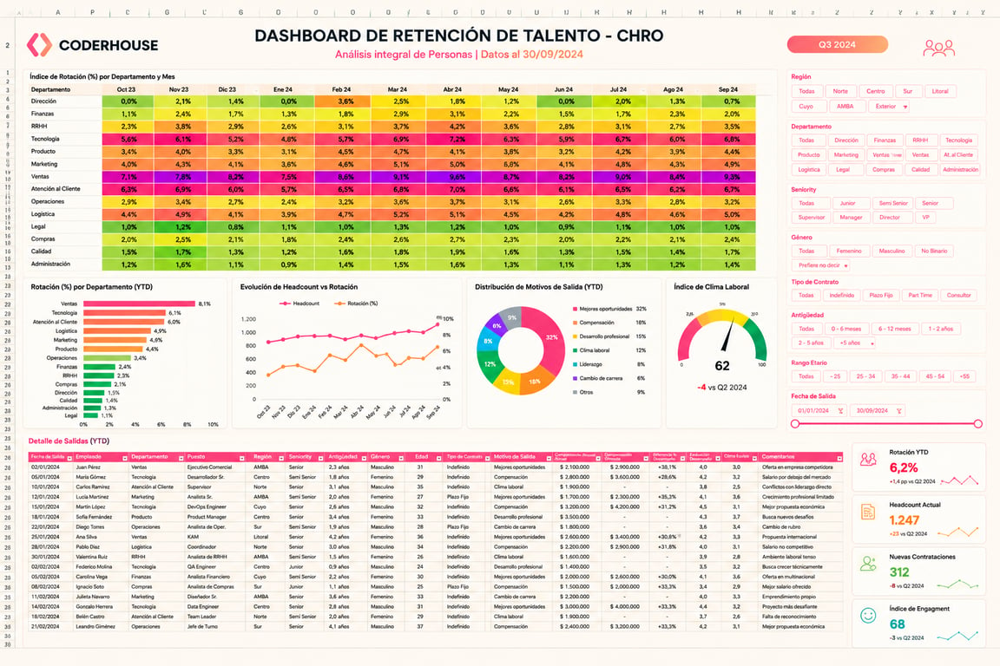 CODERHOUSE
DASHBOARD DE RETENCIÓN DE TALENTO - CHRO
Análisis integral de Personas | Datos al 30/09/2024
Q3 2024
Índice de Rotación (%) por Departamento y Mes
Departamento Oct 23 Nov 23 Dic 23 Ene 24 Feb 24 Mar 24 Abr 24 May 24 Jun 24 Jul 24 Ago 24 Sep 24
Dirección 0,0% 2,1% 1,4% 0,0% 3,6% 2,5% 1,8% 1,2% 0,0% 2,0% 1,3% 0,7%
Finanzas 1,1% 2,4% 1,7% 1,3% 1,8% 2,9% 3,1% 2,2% 1,5% 2,6% 2,3% 2,0%
RRHH 2,3% 3,8% 2,9% 2,6% 3,1% 3,7% 4,2% 3,6% 2,8% 3,1% 2,7% 3,5%
Tecnología 5,6% 6,1% 5,2% 4,8% 5,7% 6,9% 7,2% 6,3% 5,9% 6,7% 6,0% 6,8%
Producto 3,4% 4,0% 3,3% 3,1% 4,5% 4,7% 4,1% 3,8% 3,2% 4,2% 3,9% 4,4%
Marketing 4,0% 4,3% 4,1% 3,6% 4,6% 5,1% 5,0% 5,8% 4,1% 4,8% 4,3% 4,9%
Ventas 7,1% 7,8% 8,2% 7,5% 8,6% 9,1% 9,6% 8,7% 8,2% 9,0% 8,4% 9,3%
Atención al Cliente 6,3% 6,9% 6,0% 5,7% 6,5% 6,8% 7,0% 6,6% 6,1% 6,5% 6,2% 6,7%
Operaciones 2,9% 3,4% 2,7% 2,4% 3,2% 3,6% 3,7% 3,1% 2,6% 3,3% 2,8% 3,2%
Logística 4,4% 4,9% 4,1% 3,9% 4,7% 5,2% 5,1% 4,5% 4,2% 4,8% 4,6% 5,0%
Legal 1,0% 1,2% 0,8% 1,1% 1,0% 1,3% 1,2% 1,0% 0,9% 1,1% 1,0% 1,0%
Compras 2,0% 2,5% 2,1% 1,8% 2,4% 2,6% 2,7% 2,3% 2,0% 2,2% 2,1% 2,4%
Calidad 1,5% 1,7% 1,3% 1,2% 1,6% 1,8% 1,9% 1,6% 1,3% 1,5% 1,4% 1,7%
Administración 1,2% 1,6% 1,1% 0,9% 1,4% 1,5% 1,6% 1,3% 1,1% 1,3% 1,2% 1,4%
Región
Todas Norte Centro Sur Litoral
Cuyo AMBA Exterior
Departamento
Todas Dirección Finanzas RRHH Tecnología
Producto Marketing Ventas Ventas At. al Cliente
Logística Legal Compras Calidad Administración
Seniority
Todas Junior Semi Senior Senior
Supervisor Manager Director VP
Género
Todas Femenino Masculino No Binario
Prefiere no decir
Tipo de Contrato
Todas Indefinido Plazo Fijo Part Time Consultor
Antigüedad
Todas 0 - 6 meses 6 - 12 meses 1 - 2 años
2 - 5 años +5 años
Rango Etario
Todas - 25 25 - 34 35 - 44 45 - 54 +55
Fecha de Salida
01/01/2024 30/09/2024
Rotación (%) por Departamento (YTD)
Ventas 8,1%
Tecnología 6,1%
Atención al Cliente 6,0%
Logística 4,9%
Marketing 4,8%
Producto 4,4%
Operaciones 3,4%
Finanzas 2,4%
RRHH 2,3%
Compras 2,1%
Dirección 1,5%
Calidad 1,4%
Administración 1,3%
Legal 1,1%
0% 2% 4% 6% 8% 10%
Evolución de Headcount vs Rotación
Headcount Rotación (%)
1,200
1,000
800
600
400
200
0
10%
8%
6%
4%
2%
0%
Oct 23 Nov 23 Dic 23 Ene 23 Feb 24 Mar 24 Abr 24 May 24 Jun 24 Jul 24 Ago 24 Sep 24
Distribución de Motivos de Salida (YTD)
32% 15% 13% 12% 8% 6% 9%
Mejores oportunidades 32%
Compensación 18%
Desarrollo profesional 15%
Clima laboral 12%
Liderazgo 8%
Cambio de carrera 6%
Otros 9%
Índice de Clima Laboral
0 100
62
-4 vs Q2 2024
Detalle de Salidas (YTD)
Fecha de Salida Empleado Departamento Puesto Región Seniority Antigüedad Género Edad Tipo de Contrato Motivo de Salida Comentarios
02/01/2024 Juan Pérez Ventas Ejecutivo Comercial AMBA Senior 2,3 años Masculino 31 Indefinido Mejores oportunidades $ 2.100.000 $ 2.900.000 +38,1% 4,0 3,0 Oferta en empresa competitora
05/01/2024 María Gómez Tecnología Desarrollador Sr. Centro Semi Senior 1,8 años Femenino 29 Indefinido Compensación $ 2.800.000 $ 3.600.000 +28,6% 4,2 3,2 Salario por debajo del mercado
10/01/2024 Carlos Ramírez Atención al Cliente Supervisor Norte Senior 3,1 años Masculino 35 Indefinido Clima laboral $ 1.900.000 - - 3,8 2,5 Conflictos con liderazgo directo
12/01/2024 Lucía Martínez Marketing Analista Sr. AMBA Semi Senior 2,0 años Femenino 27 Plazo Fijo Mejores oportunidades $ 1.700.000 $ 2.300.000 +35,3% 4,1 3,6 Crecimiento profesional limitado
15/01/2024 Martín López Tecnología DevOps Engineer Cuyo Senior 2,6 años Masculino 32 Indefinido Compensación $ 3.200.000 $ 4.200.000 +31,2% 4,5 3,1 Mejor propuesta económica
18/01/2024 Sofía Fernández Producto Product Manager Centro Senior 3,4 años Femenino 33 Indefinido Desarrollo profesional $ 3.500.000 - - 4,3 3,7 Busca nuevos desafíos
22/01/2024 Diego Torres Operaciones Analista de Oper. Sur Semi Senior 1,9 años Masculino 28 Plazo Fijo Cambio de carrera $ 1.800.000 - - 3,6 3,4 Cambio de rubro
25/01/2024 Ana Silva Ventas KAM Litoral Senior 4,2 años Femenino 36 Indefinido Mejores oportunidades $ 2.600.000 $ 3.400.000 +30,8% 4,4 3,3 Propuesta internacional
28/01/2024 Pablo Díaz Logística Coordinador Norte Senior 3,0 años Masculino 34 Indefinido Compensación $ 2.200.000 $ 2.900.000 +31,8% 4,0 3,1 Salario no competitivo
30/01/2024 Valentina Ruiz RRHH Analista de RRHH AMBA Semi Senior 1,5 años Femenino 26 Indefinido Clima laboral $ 1.600.000 - - 3,9 2,8 Ambiente laboral tenso
02/02/2024 Federico Molina Tecnología QA Engineer Centro Junior 0,9 años Masculino 24 Indefinido Desarrollo profesional $ 1.400.000 - - 3,5 3,2 Busca crecer técnicamente
05/02/2024 Carolina Vega Finanzas Analista Financiero Cuyo Semi Senior 2,2 años Femenino 30 Indefinido Mejores oportunidades $ 2.000.000 $ 2.600.000 +30,0% 4,1 3,6 Oferta en multinacional
08/02/2024 Ignacio Soto Compras Analista de Compras Sur Junior 1,1 años Masculino 25 Plazo Fijo Compensación $ 1.500.000 $ 2.000.000 +33,3% 3,4 2,9 Mejor salario ofrecido
11/02/2024 Julieta Navarro Marketing Diseñador Sr. AMBA Senior 3,6 años Femenino 33 Indefinido Cambio de carrera $ 2.200.000 - - 4,0 3,3 Emprendimiento propio
14/02/2024 Gonzalo Herrera Tecnología Data Engineer Centro Senior 2,8 años Masculino 31 Indefinido Mejores oportunidades $ 3.000.000 $ 4.000.000 +33,3% 4,4 3,2 Proyecto más desafiante
18/02/2024 Belén Castro Atención al Cliente Team Leader Norte Senior 2,0 años Femenino 29 Indefinido Clima laboral $ 1.900.000 - - 3,7 2,6 Falta de reconocimiento
21/02/2024 Leandro Giménez Operaciones Jefe de Turno Sur Senior 4,1 años Masculino 37 Indefinido Compensación $ 2.400.000 $ 3.200.000 +33,3% 4,2 3,1 Mejor propuesta económica
Rotación YTD
6,2%
+1,4 pp vs Q2 2024
Headcount Actual
1.247
+23 vs Q2 2024
Nuevas Contrataciones
312
-8 vs Q2 2024
Índice de Engagment
68
-3 vs Q2 2024